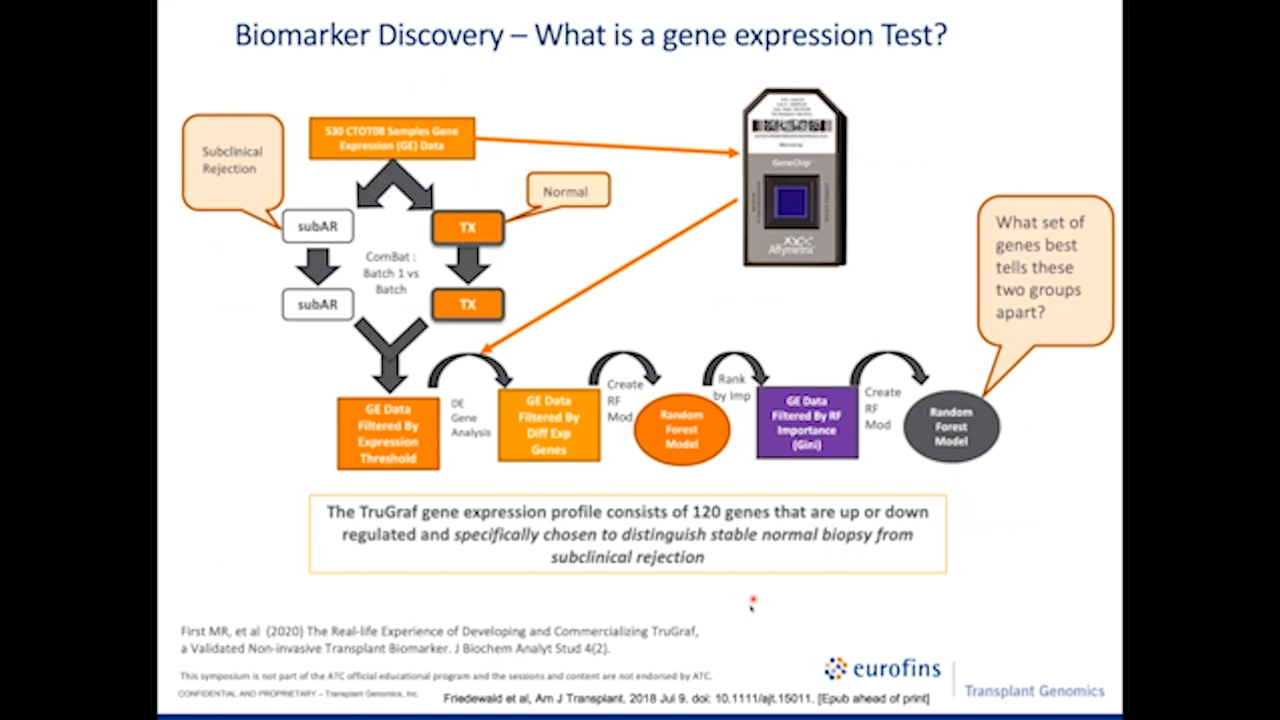 Biomarker Discovery – What is a gene expression Test?
Subclinical
Rejection
530 CTOT08 Samples Gene
Expression (GE) Data
Normal
subAR
TX
ComBat :
Batch 1 vs
Batch
subAR
TX
GeneChip
Affymetrix
What set of
genes best
tells these
two groups
apart?
GE Data
Filtered By
Expression
Threshold
DE
Gene
Analysis
GE Data
Filtered By
Diff Exp
Genes
Create
RF
Mod
Random
Forest
Model
Rank
by Imp
GE Data
Filtered By RF
Importance
(Gini)
Create
RF
Mod
Random
Forest
Model
The TruGraf gene expression profile consists of 120 genes that are up or down
regulated and specifically chosen to distinguish stable normal biopsy from
subclinical rejection
First MR, et al (2020) The Real-life Experience of Developing and Commercializing TruGraf,
a Validated Non-invasive Transplant Biomarker. J Biochem Analyt Stud 4(2).
This symposium is not part of the ATC official educational program and the sessions and content are not endorsed by ATC.
CONFIDENTIAL AND PROPRIETARY – Transplant Genomics, Inc.
Friedewald et al, Am J Transplant. 2018 Jul 9. doi: 10.1111/ajt.15011. [Epub ahead of print]
eurofins
Transplant Genomics